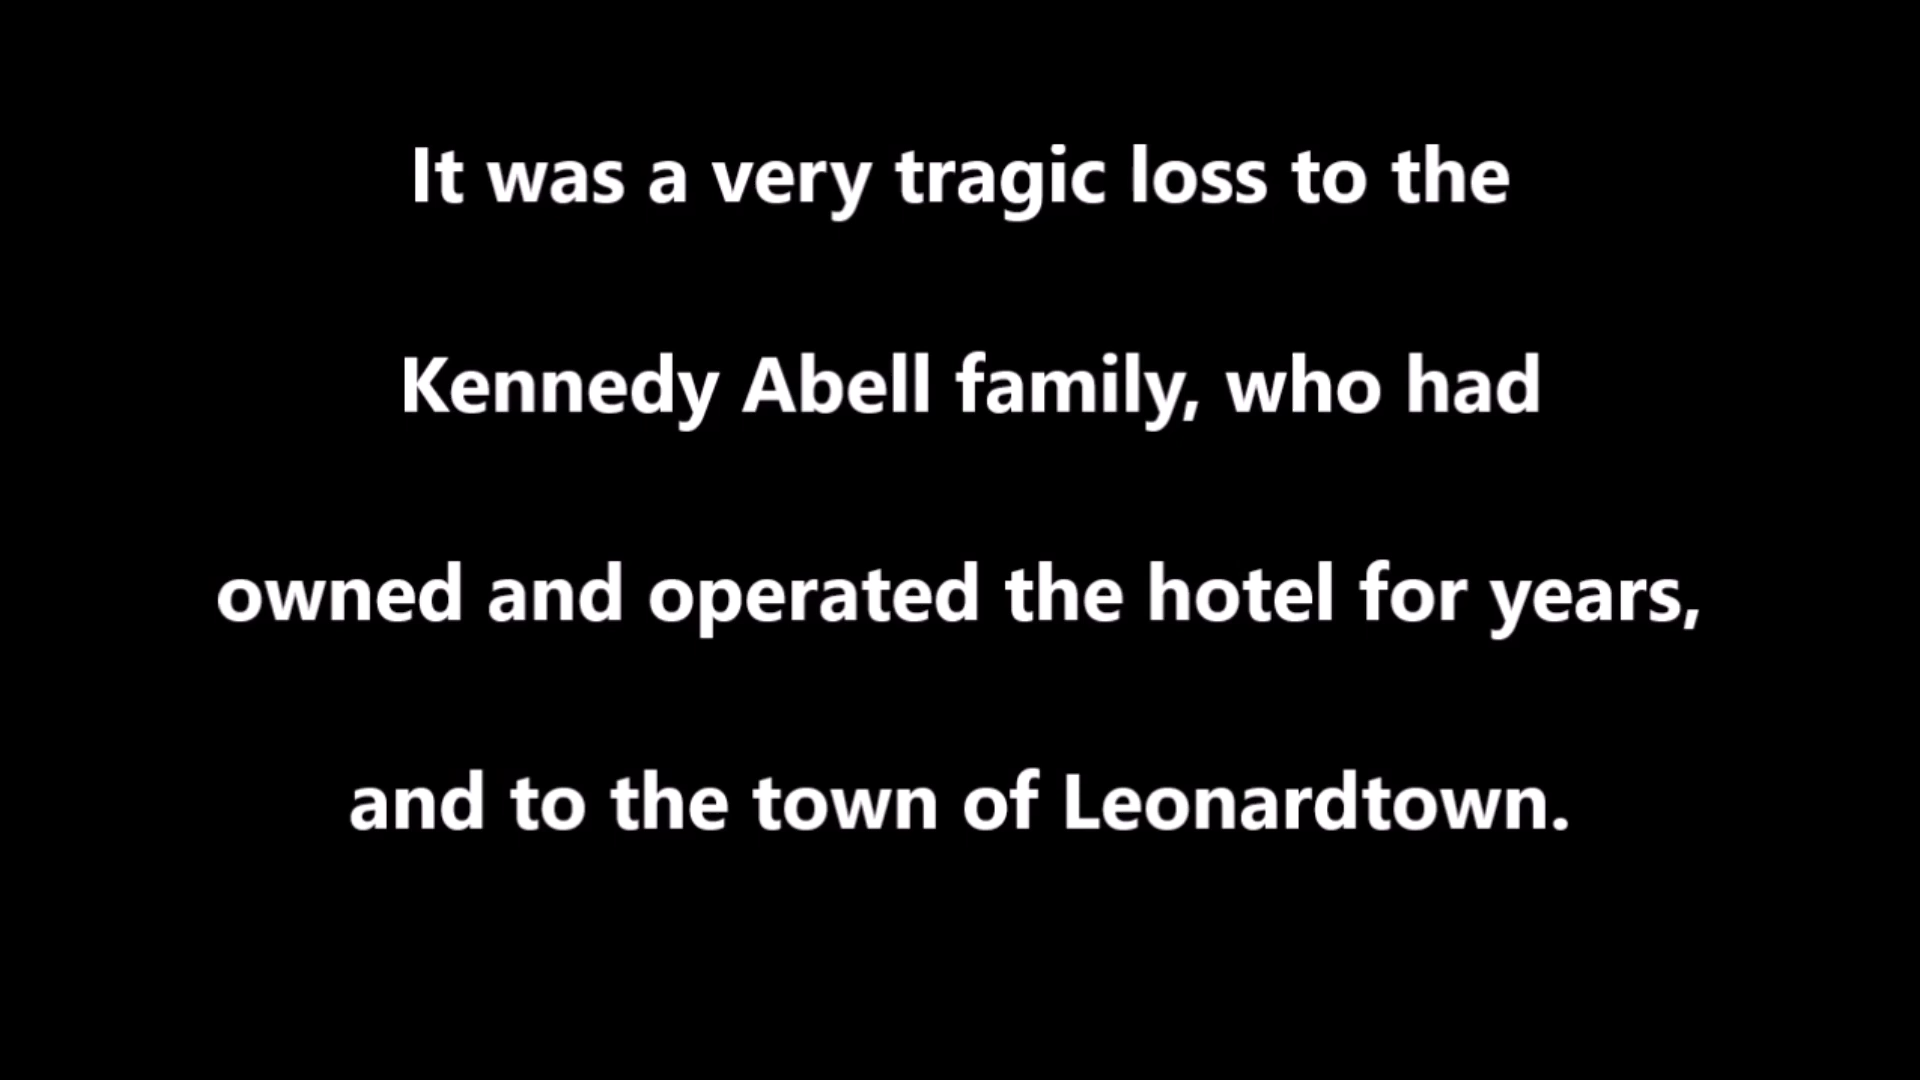 It was a very tragic loss to the
Kennedy Abell family, who had
owned and operated the hotel for years,
and to the town of Leonardtown.